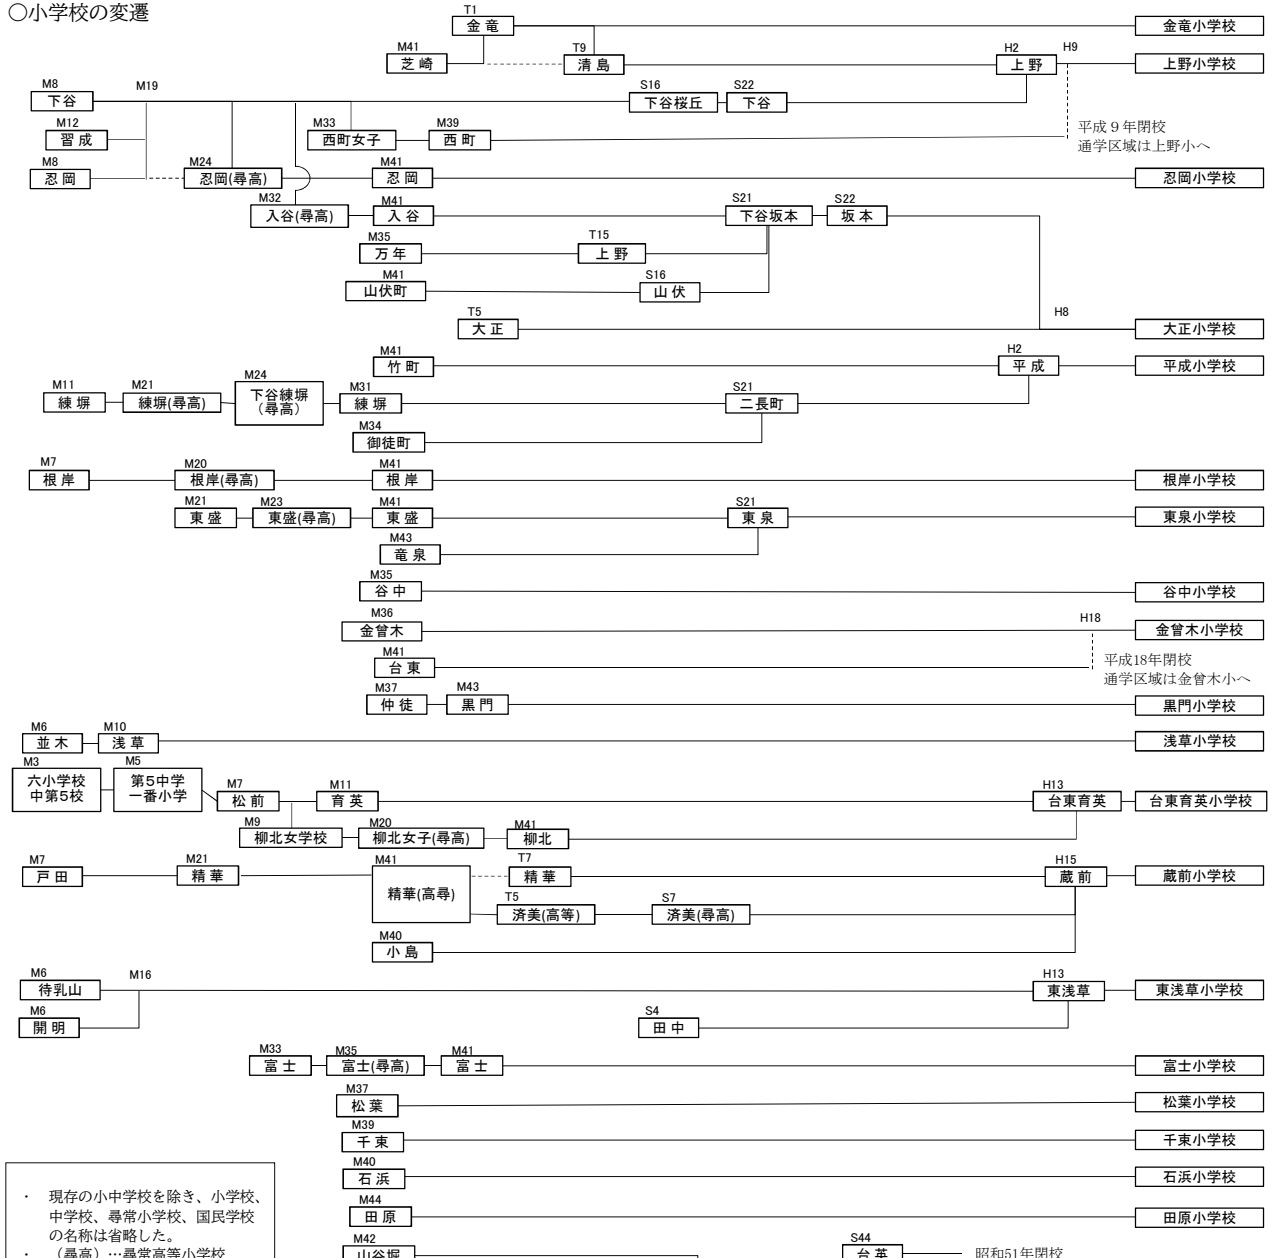 ○小学校の変遷
T1
金 竜
金竜小学校
M41
芝 崎
T9
清 島
H2
上 野
H9
上野小学校
M8
下 谷
M19
S16
下谷桜丘
S22
下 谷
M12
習 成
M33
西町女子
M39
西 町
平成９年閉校
通学区域は上野小へ
M8
忍 岡
M24
忍岡(尋高)
M41
忍 岡
忍岡小学校
M32
入谷(尋高)
M41
入 谷
S21
下谷坂本
S22
坂 本
M35
万 年
T15
上 野
M41
山伏町
S16
山 伏
T5
大 正
H8
大正小学校
M41
竹 町
H2
平 成
平成小学校
M11
練 塀
M21
練塀(尋高)
M24
下谷練塀
（尋高）
M31
練 塀
S21
二長町
M34
御徒町
M7
根 岸
M20
根岸(尋高)
M41
根 岸
根岸小学校
M21
東 盛
M23
東盛(尋高)
M41
東 盛
S21
東 泉
東泉小学校
M43
竜 泉
M35
谷 中
谷中小学校
M36
金曾木
H18
金曾木小学校
M41
台 東
平成18年閉校
通学区域は金曾木小へ
M37
仲 徒
M43
黒 門
黒門小学校
M6
並 木
M10
浅 草
浅草小学校
M3
六小学校
中第5校
M5
第5中学
一番小学
M7
松 前
M11
育 英
H13
台東育英
台東育英小学校
M9
柳北女学校
M20
柳北女子(尋高)
M41
柳北
M7
戸 田
M21
精 華
M41
精華(高尋)
T7
精 華
H15
蔵 前
蔵前小学校
T5
済美(高等)
S7
済美(尋高)
M40
小 島
M6
待乳山
M16
H13
東浅草
東浅草小学校
M6
開 明
S4
田 中
M33
富 士
M35
富士(尋高)
M41
富 士
富士小学校
M37
松 葉
松葉小学校
M39
千 束
千束小学校
M40
石 浜
石浜小学校
M44
田 原
田原小学校
・ 現存の小中学校を除き、小学校、
中学校、尋常小学校、国民学校
の名称は省略した。
・ （尋高）…尋常高等小学校
M42
山谷堀
S44
台 英
昭和51年閉校